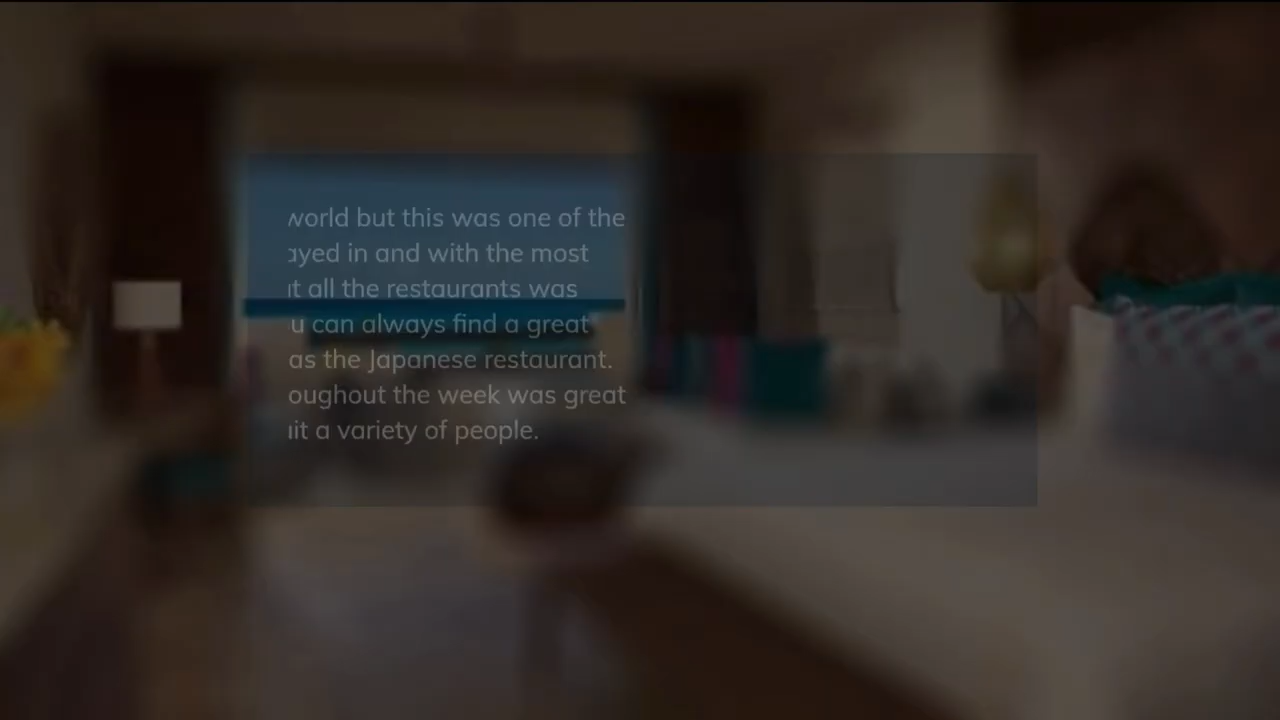 world but this was one of the
ayed in and with the most
t all the restaurants was
u can always find a great
as the Japanese restaurant.
oughout the week was great
it a variety of people.